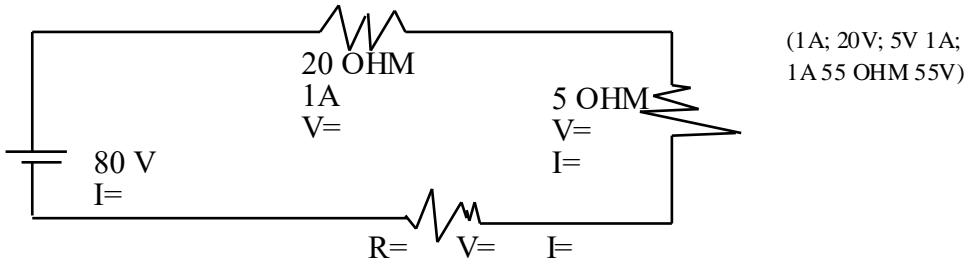 (1A; 20V; 5V 1A;
1A 55 OHM 55V)
20 OHM
1A
V=
5 OHM
V=
I=
80 V
I=
R= V= I=